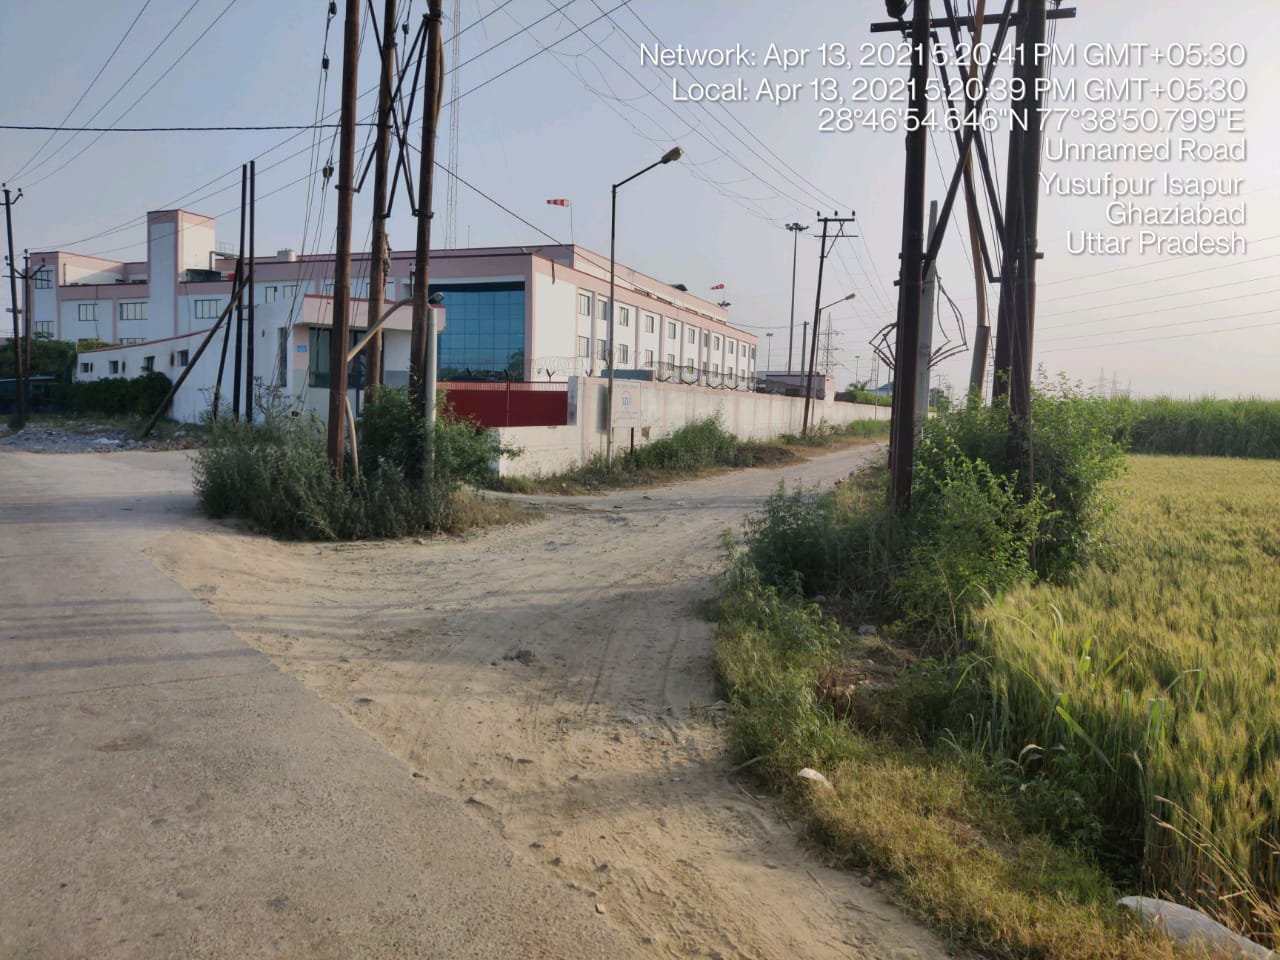 Network: Apr 13, 2021 5:20:41 PM GMT+05:30
Local: Apr 13, 2021 5:20:39 PM GMT+05:30
28°46'54.646"N 77°38'50.799"E
Unnamed Road
Yusufpur Isapur
Ghaziabad
Uttar Pradesh